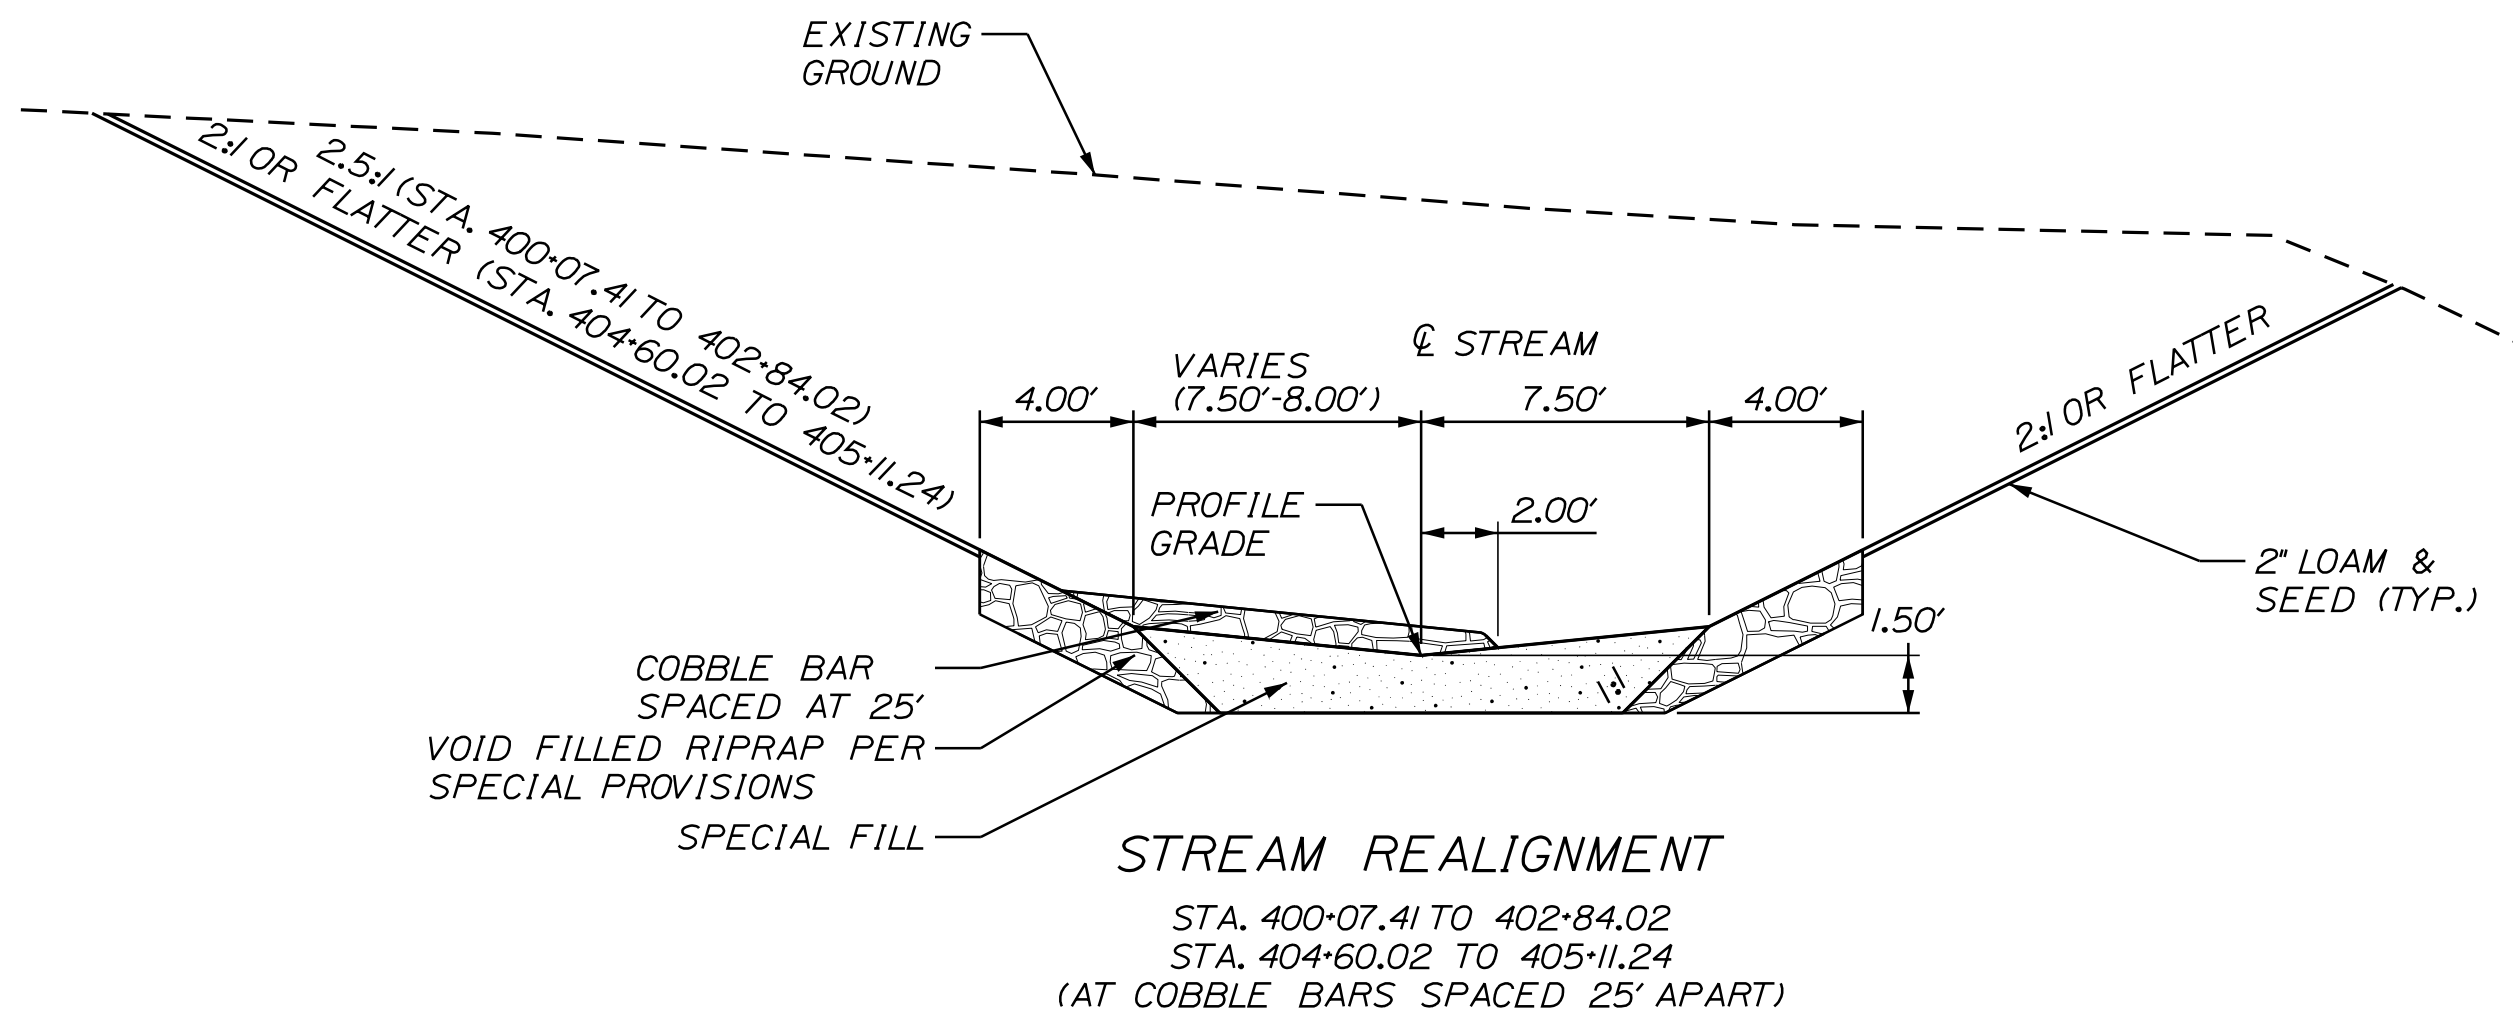 EXISTING
GROUND
2.5:1 (STA. 400+07.41 TO 402+84.02)
2:1 OR FLATTER (STA. 404+60.02 TO 405+11.24)
℄ STREAM
VARIES
4.00' (7.50'-8.00') 7.50' 4.00'
2:1 OR FLATTER
PROFILE
GRADE
2.00'
2" LOAM &
SEED (TYP.)
1.50'
COBBLE BAR
SPACED AT 25'
1:1
VOID FILLED RIPRAP PER
SPECIAL PROVISIONS
SPECIAL FILL
STREAM REALIGNMENT
STA. 400+07.41 TO 402+84.02
STA. 404+60.02 TO 405+11.24
(AT COBBLE BARS SPACED 25' APART)